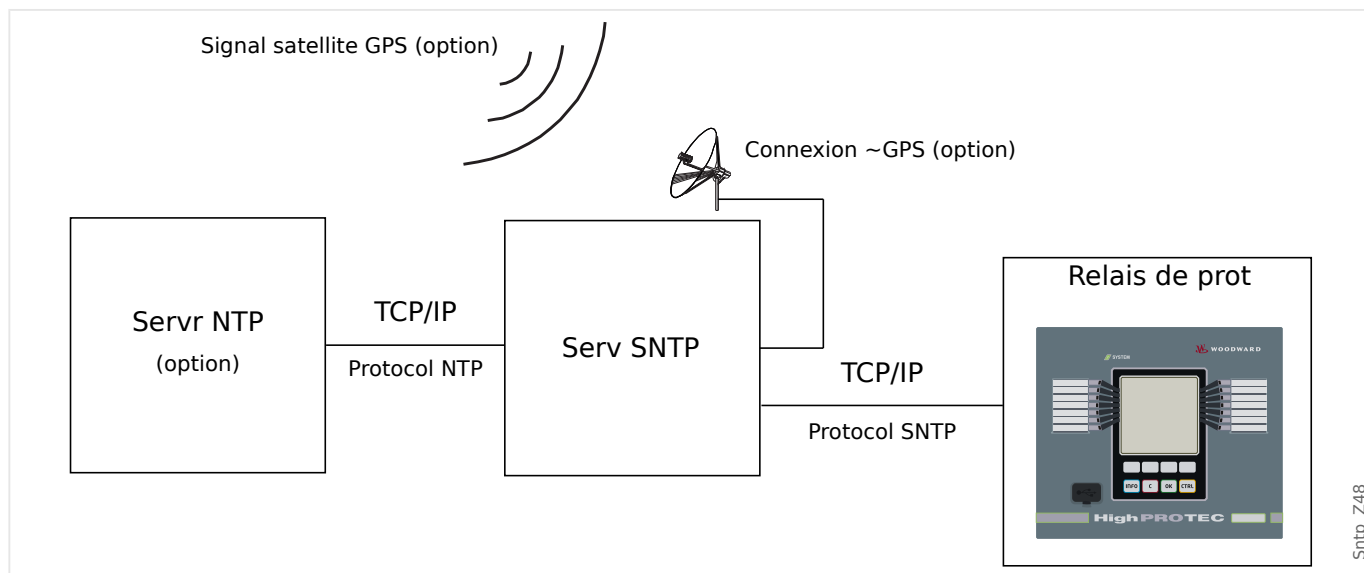 Signal satellite GPS (option)
Connexion ~GPS (option)
Servr NTP
(option)
TCP/IP
Protocol NTP
Serv SNTP
TCP/IP
Protocol SNTP
Relais de prot
WOODWARD
SYSTEM
INFO
C
OK
CTRL
HighPROTEC
Sntp_Z48